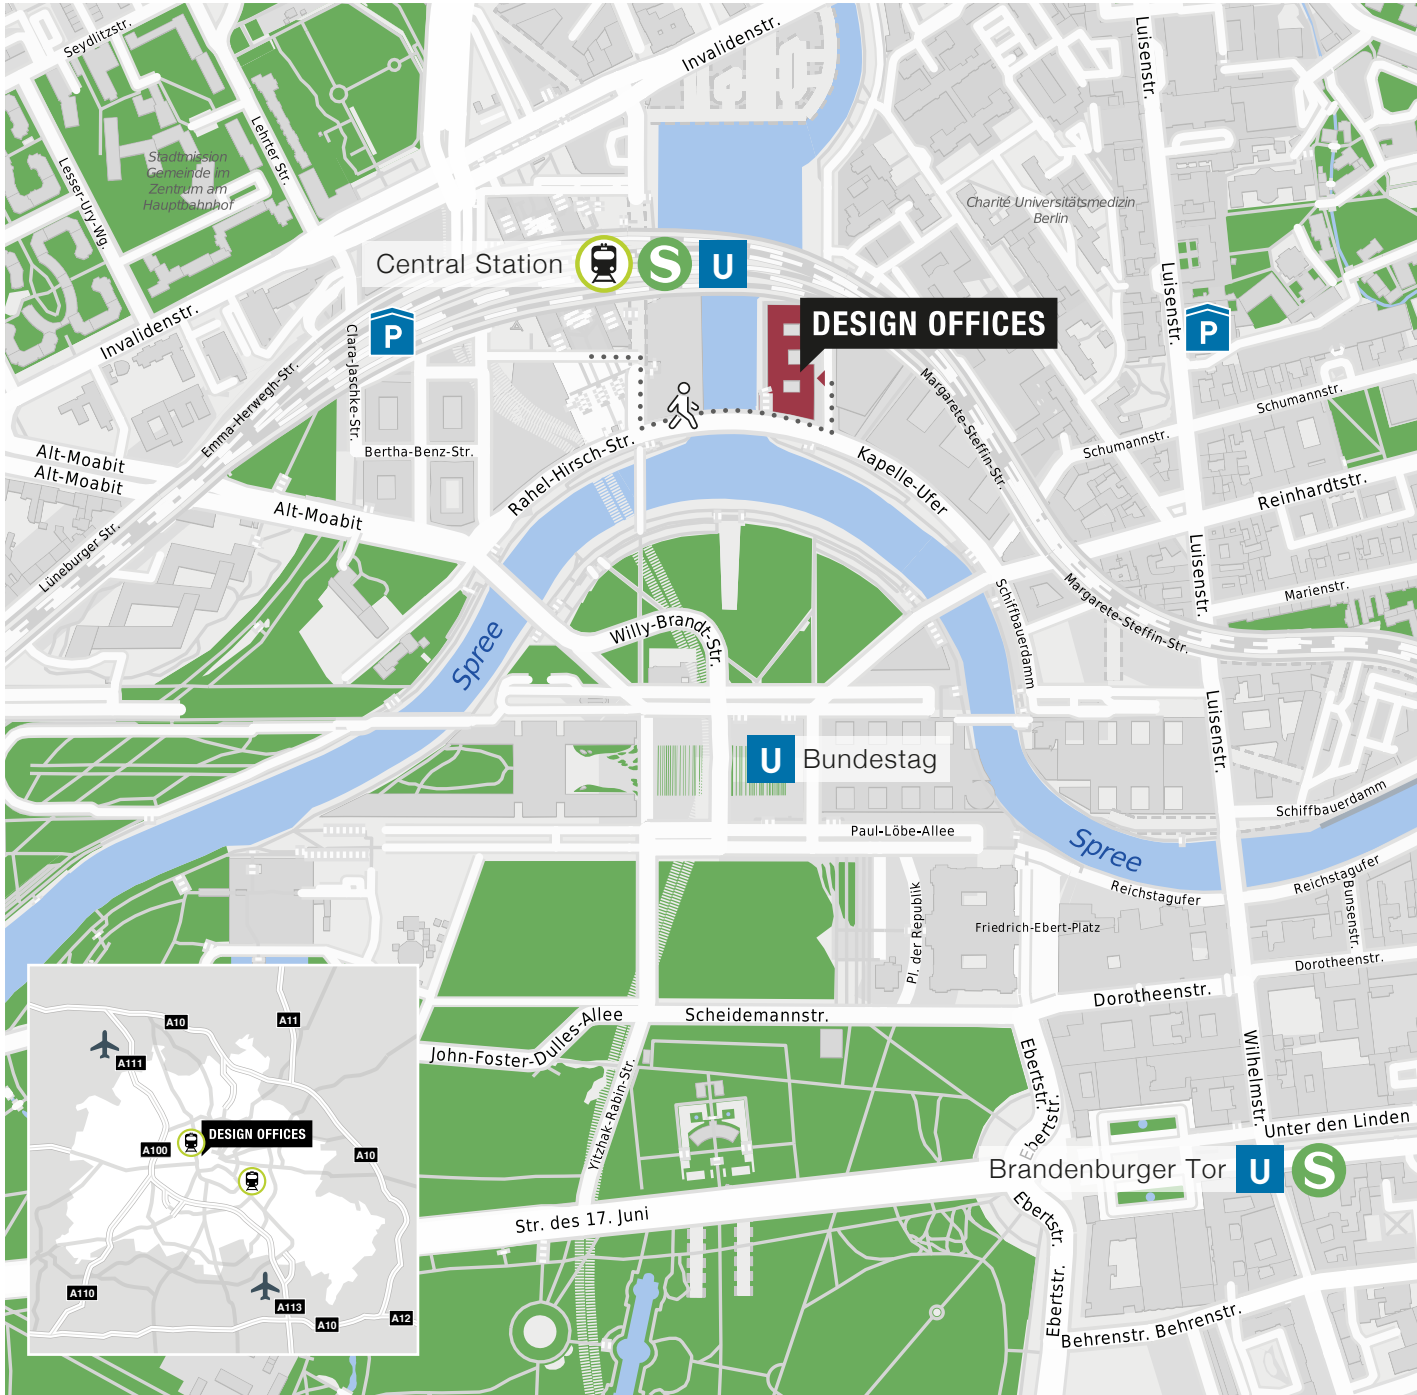 Seydlitzstr.
Invalidenstr.
Luisenstr.
Lehrter Str.
Lesser-Ury-Wg.
Stadtmission
Gemeinde im
Zentrum am
Hauptbahnhof
Charité Universitätsmedizin
Berlin
Central Station
S
U
Luisenstr.
Invalidenstr.
P
DESIGN OFFICES
P
Clara-Jaschke-Str.
Emma-Herwegh-Str.
Margarete-Steffin-Str.
Schumannstr.
Schumannstr.
Alt-Moabit
Alt-Moabit
Bertha-Benz-Str.
Rahel-Hirsch-Str.
Kapelle-Ufer
Reinhardtstr.
Alt-Moabit
Lüneburger Str.
Luisenstr.
Marienstr.
Margarete-Steffin-Str.
Schiffbauerdamm
Willy-Brandt-Str.
Spree
Luisenstr.
U Bundestag
Schiffbauerdamm
Paul-Löbe-Allee
Spree
Reichstagufer
Reichstagufer
Bunsenstr.
Pl. der Republik
Friedrich-Ebert-Platz
Dorotheenstr.
Dorotheenstr.
Scheidemannstr.
John-Foster-Dulles-Allee
Yitzhak-Rabin-Str.
Ebertstr.
Ebertstr.
Wilhelmstr.
Unter den Linden
Brandenburger Tor U S
Ebertstr.
Str. des 17. Juni
Ebertstr.
Behrenstr.
Behrenstr.
A10
A11
A111
DESIGN OFFICES
A100
A10
A110
A113
A10
A12